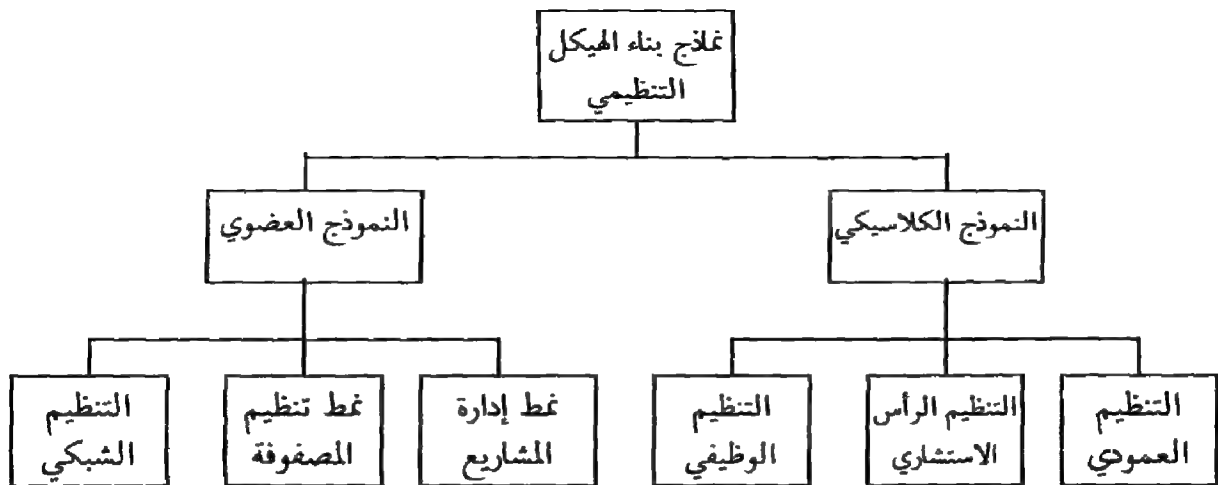 نماذج بناء الهيكل
التنظيمي
النموذج الكلاسيكي
النموذج العضوي
التنظيم
العمودي
التنظيم الرأس
الاستشاري
التنظيم
الوظيفي
نمط إدارة
المشاريع
نمط تنظيم
المصفوفة
التنظيم
الشبكي